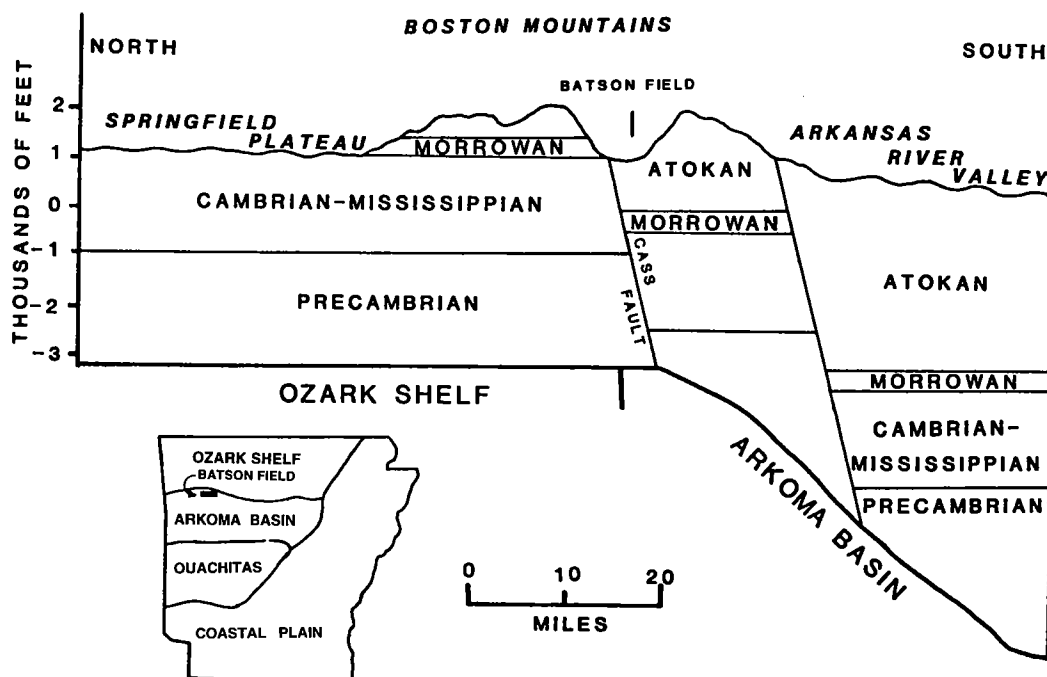 BOSTON MOUNTAINS
NORTH
SOUTH
BATSON FIELD
THOUSANDS OF FEET
2
1
0
-1
-2
-3
SPRINGFIELD
PLATEAU
MORROWAN
ATOKAN
ARKANSAS
RIVER
VALLEY
CAMBRIAN-MISSISSIPPIAN
MORROWAN
CASS
FAULT
ATOKAN
PRECAMBRIAN
MORROWAN
CAMBRIAN-
MISSISSIPPIAN
PRECAMBRIAN
OZARK SHELF
ARKOMA BASIN
OZARK SHELF
BATSON FIELD
ARKOMA BASIN
OUACHITAS
COASTAL PLAIN
0 10 20
MILES